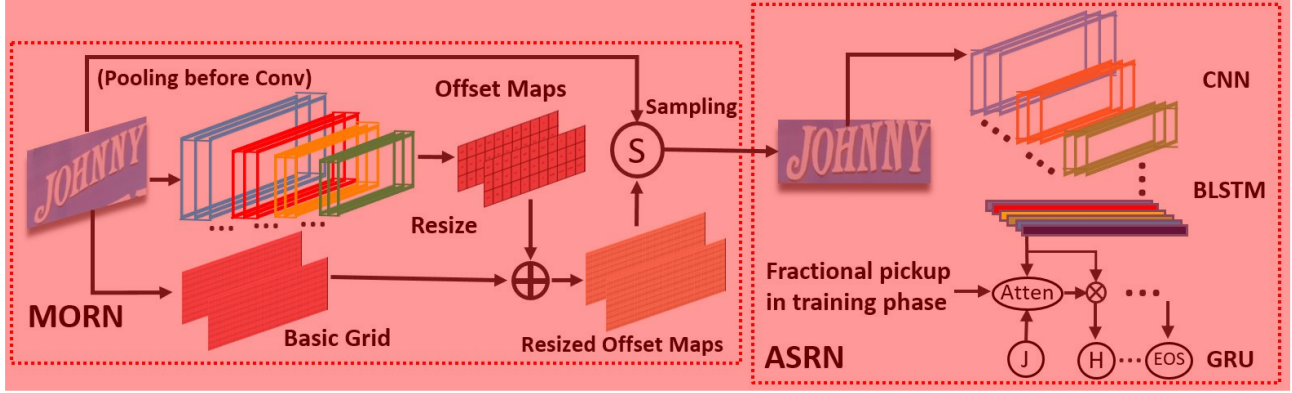 (Pooling before Conv)
Offset Maps
Sampling
JOHNNY
S
Resize
Basic Grid
Resized Offset Maps
MORN
JOHNNY
CNN
BLSTM
Fractional pickup
in training phase
Atten
J
H
EOS
GRU
ASRN